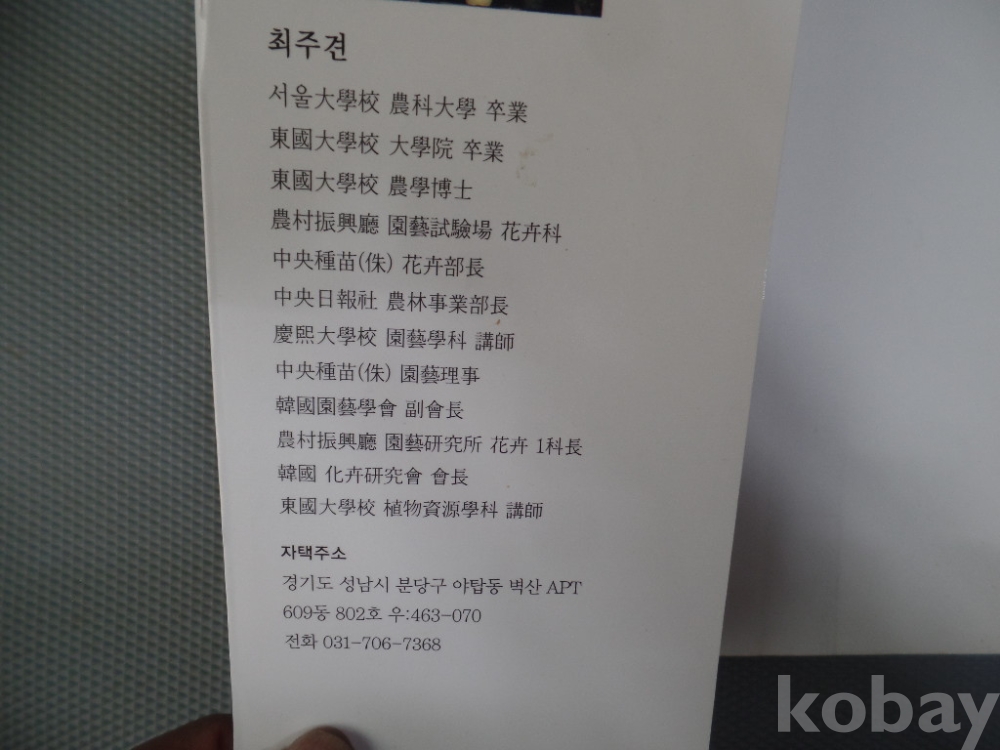 최주견
서울大學校 農科大學 卒業
東國大學校 大學院 卒業
東國大學校 農學博士
農村振興廳 園藝試驗場 花卉科
中央種苗(侏) 花卉部長
中央日報社 農林事業部長
慶熙大學校 園藝學科 講師
中央種苗(侏) 園藝理事
韓國園藝學會 副會長
農村振興廳 園藝研究所 花卉 1科長
韓國 化卉研究會 會長
東國大學校 植物資源學科 講師
자택주소
경기도 성남시 분당구 야탑동 벽산 APT
609동 802호 우:463-070
전화 031-706-7368
kobay